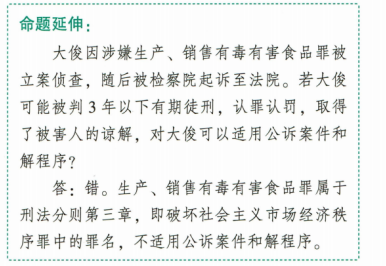 命题延伸：
大俊因涉嫌生产、销售有毒有害食品罪被
立案侦查，随后被检察院起诉至法院。若大俊
可能被判 3 年以下有期徒刑，认罪认罚，取得
了被害人的谅解，对大俊可以适用公诉案件和
解程序？
答：错。生产、销售有毒有害食品罪属于
刑法分则第三章，即破坏社会主义市场经济秩
序罪中的罪名，不适用公诉案件和解程序。